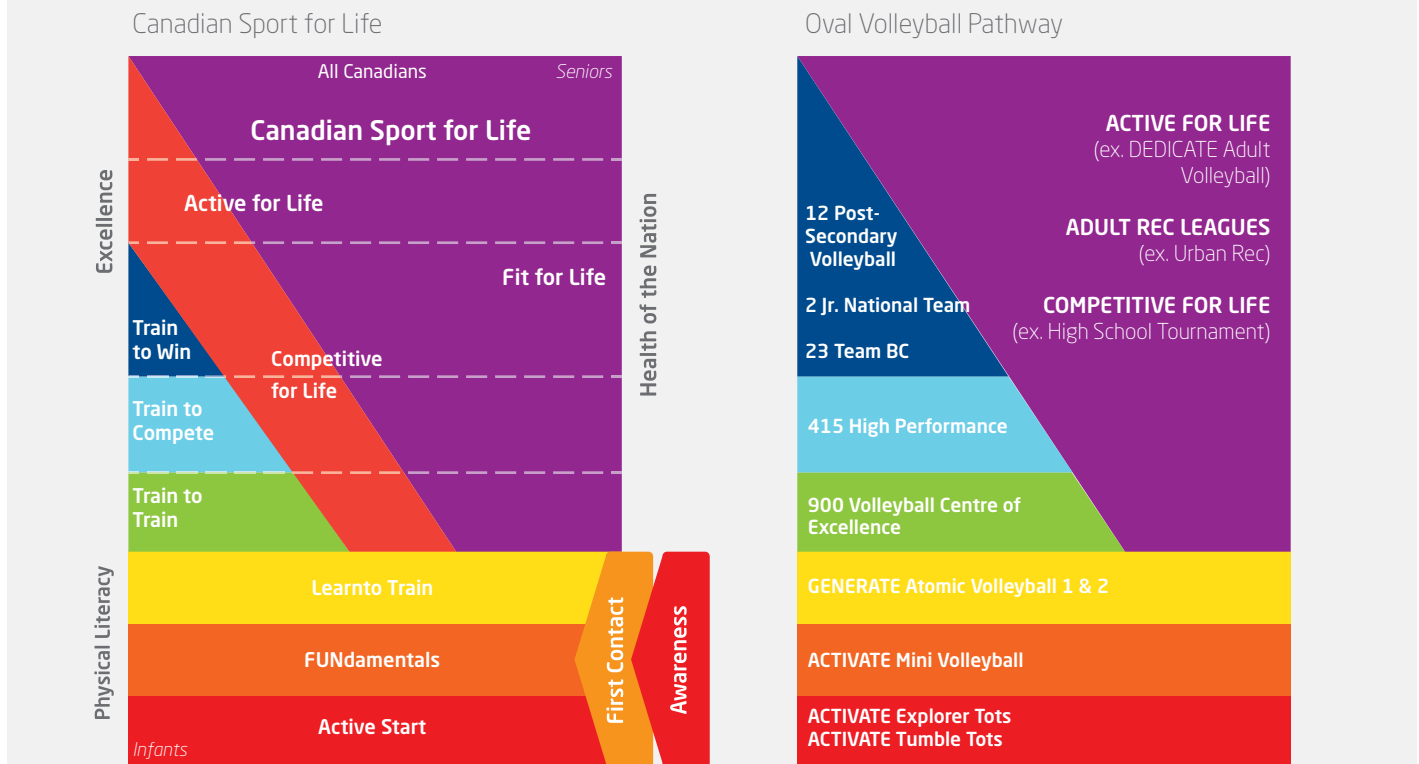 Canadian Sport for Life
All Canadians
Seniors
Canadian Sport for Life
Active for Life
Fit for Life
Excellence
Health of the Nation
Train
to Win
Competitive
for Life
Train to
Compete
Train to
Train
Physical Literacy
Learnto Train
FUNdamentals
Active Start
Infants
First Contact
Awareness
Oval Volleyball Pathway
ACTIVE FOR LIFE
(ex. DEDICATE Adult
Volleyball)
ADULT REC LEAGUES
(ex. Urban Rec)
COMPETITIVE FOR LIFE
(ex. High School Tournament)
12 Post-
Secondary
Volleyball
2 Jr. National Team
23 Team BC
415 High Performance
900 Volleyball Centre of
Excellence
GENERATE Atomic Volleyball 1 & 2
ACTIVATE Mini Volleyball
ACTIVATE Explorer Tots
ACTIVATE Tumble Tots